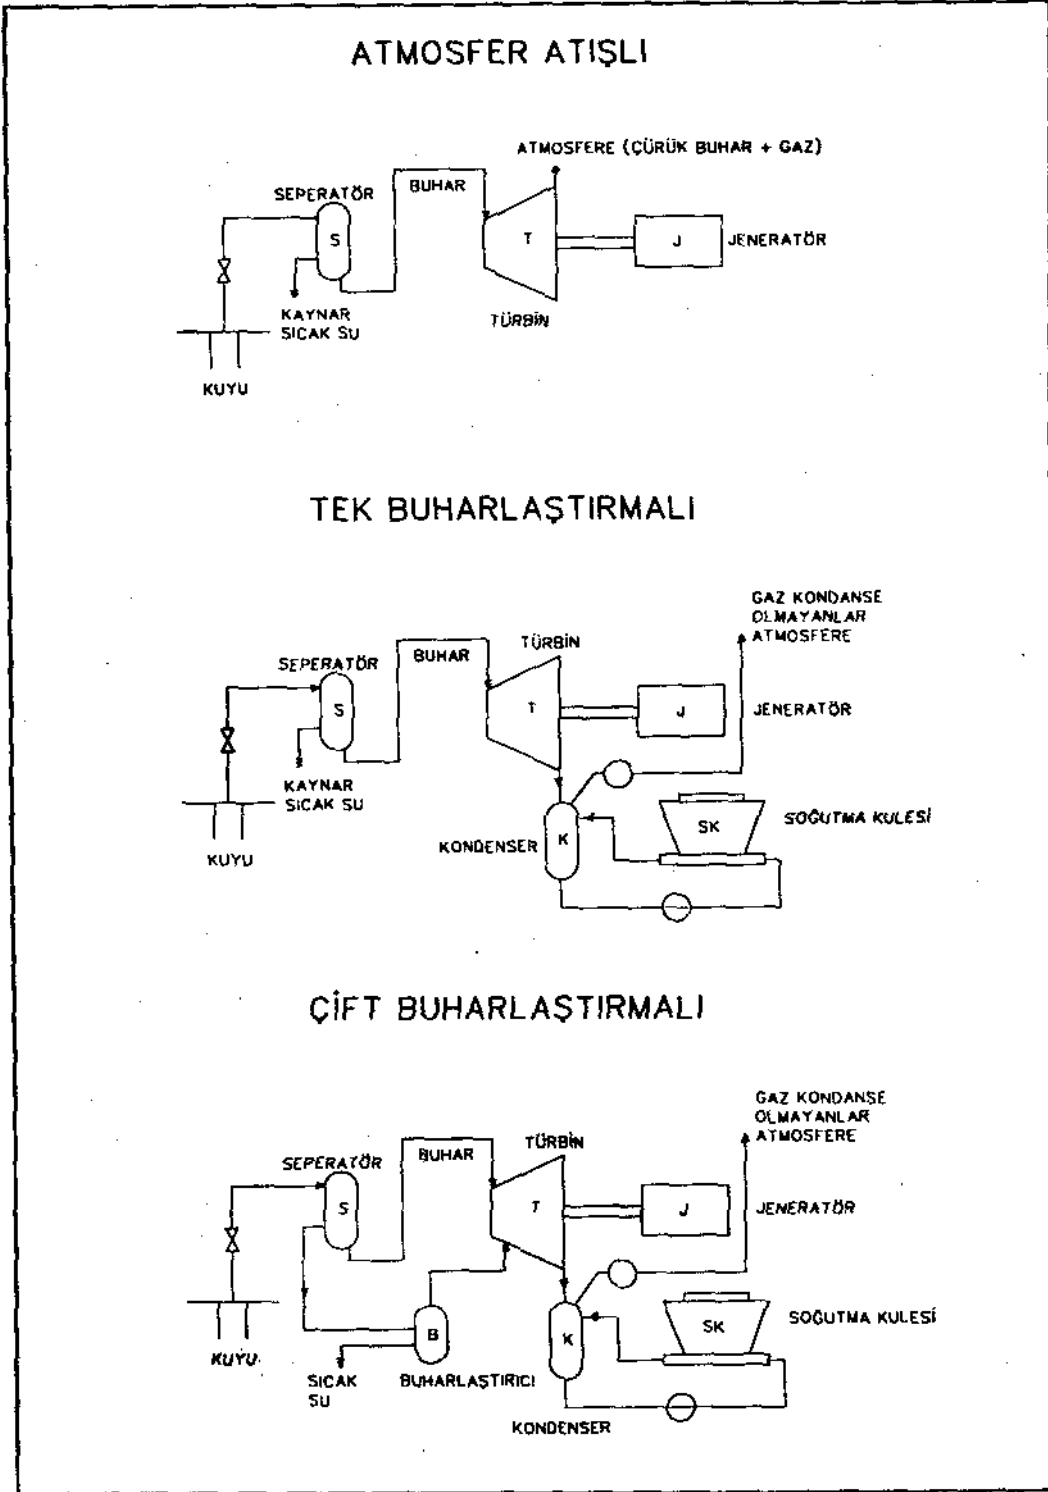 ATMOSFER ATIŞLI
ATMOSFERE (ÇÜRÜK BUHAR + GAZ)
SEPERATÖR
BUHAR
S
T
J
JENERATÖR
KAYNAR
SICAK SU
TÜRBİN
KUYU
TEK BUHARLAŞTIRMALI
GAZ KONDANSE
OLMAYANLAR
ATMOSFERE
TÜRBİN
SEPERATÖR
BUHAR
S
T
J
JENERATÖR
KAYNAR
SICAK SU
KUYU
KONDENSER
K
SK
SOĞUTMA KULESİ
ÇİFT BUHARLAŞTIRMALI
GAZ KONDANSE
OLMAYANLAR
ATMOSFERE
TÜRBİN
SEPERATÖR
BUHAR
S
T
J
JENERATÖR
KUYU
B
SICAK
SU
BUHARLAŞTIRICI
K
SK
SOĞUTMA KULESİ
KONDENSER